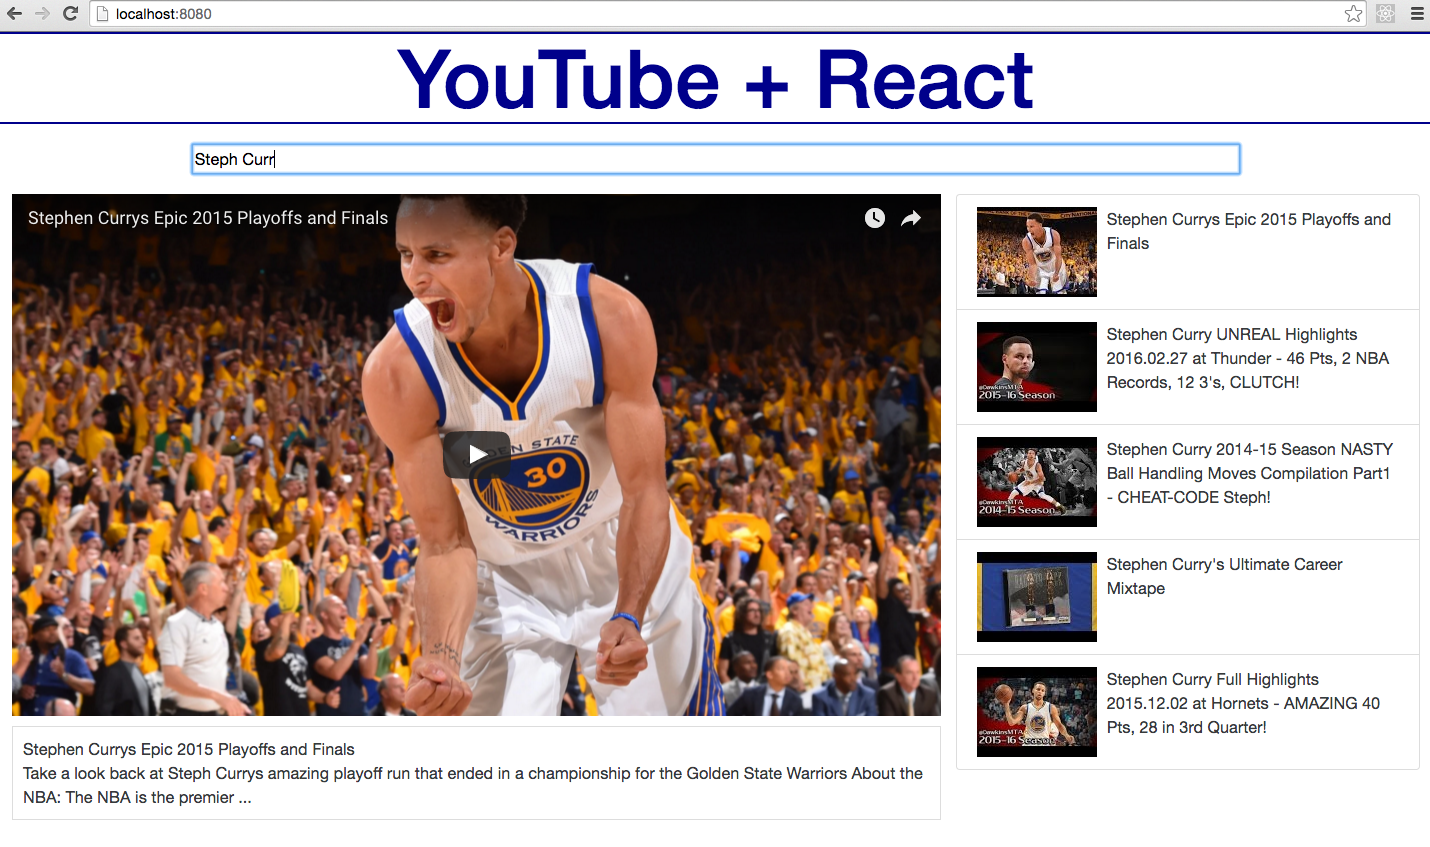 localhost:8080
YouTube + React
Steph Curr
Stephen Currys Epic 2015 Playoffs and Finals
GOLDEN STATE
30
WARRIORS
Stephen Currys Epic 2015 Playoffs and Finals
Take a look back at Steph Currys amazing playoff run that ended in a championship for the Golden State Warriors About the
NBA: The NBA is the premier ...
Stephen Currys Epic 2015 Playoffs and
Finals
@DawkinsMTA
2015-16 Season
Stephen Curry UNREAL Highlights
2016.02.27 at Thunder - 46 Pts, 2 NBA
Records, 12 3's, CLUTCH!
@DawkinsMTA
2014-15 Season
Stephen Curry 2014-15 Season NASTY
Ball Handling Moves Compilation Part1
- CHEAT-CODE Steph!
Stephen Curry's Ultimate Career
Mixtape
@DawkinsMTA
2015-16 Season
Stephen Curry Full Highlights
2015.12.02 at Hornets - AMAZING 40
Pts, 28 in 3rd Quarter!